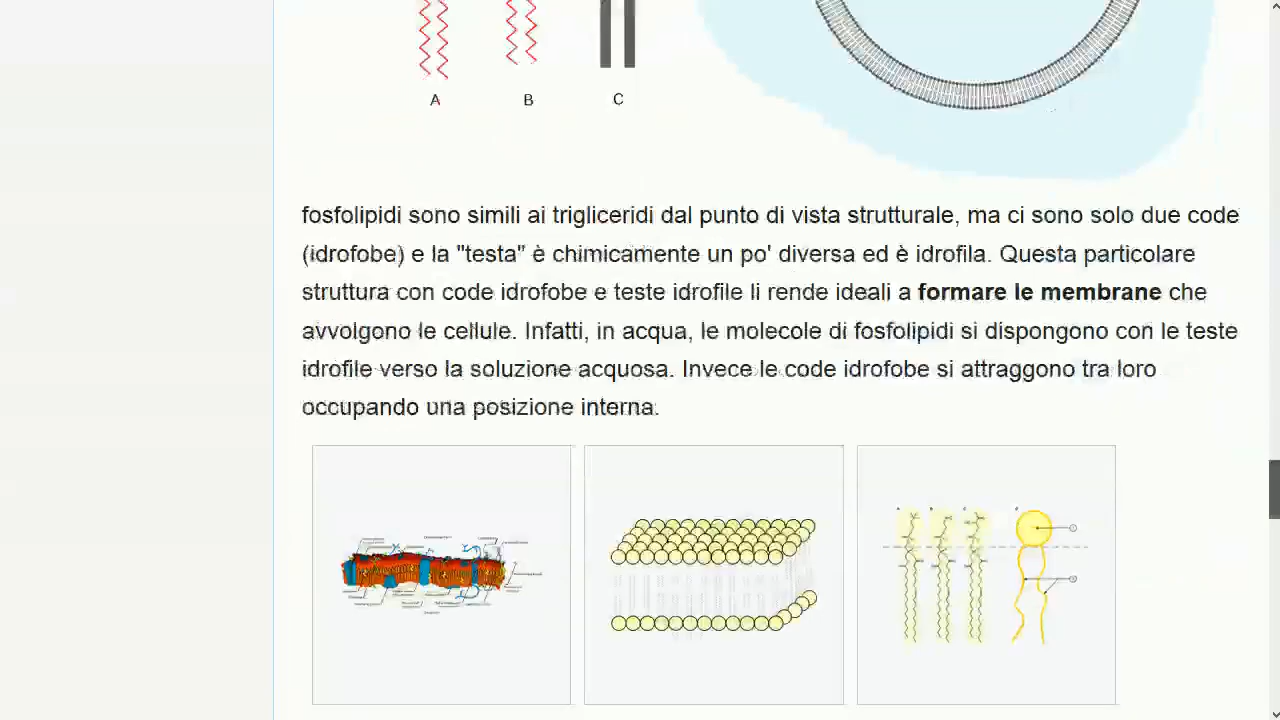 A B C
fosfolipidi sono simili ai trigliceridi dal punto di vista strutturale, ma ci sono solo due code
(idrofobe) e la "testa" è chimicamente un po' diversa ed è idrofila. Questa particolare
struttura con code idrofobe e teste idrofile li rende ideali a formare le membrane che
avvolgono le cellule. Infatti, in acqua, le molecole di fosfolipidi si dispongono con le teste
idrofile verso la soluzione acquosa. Invece le code idrofobe si attraggono tra loro
occupando una posizione interna.